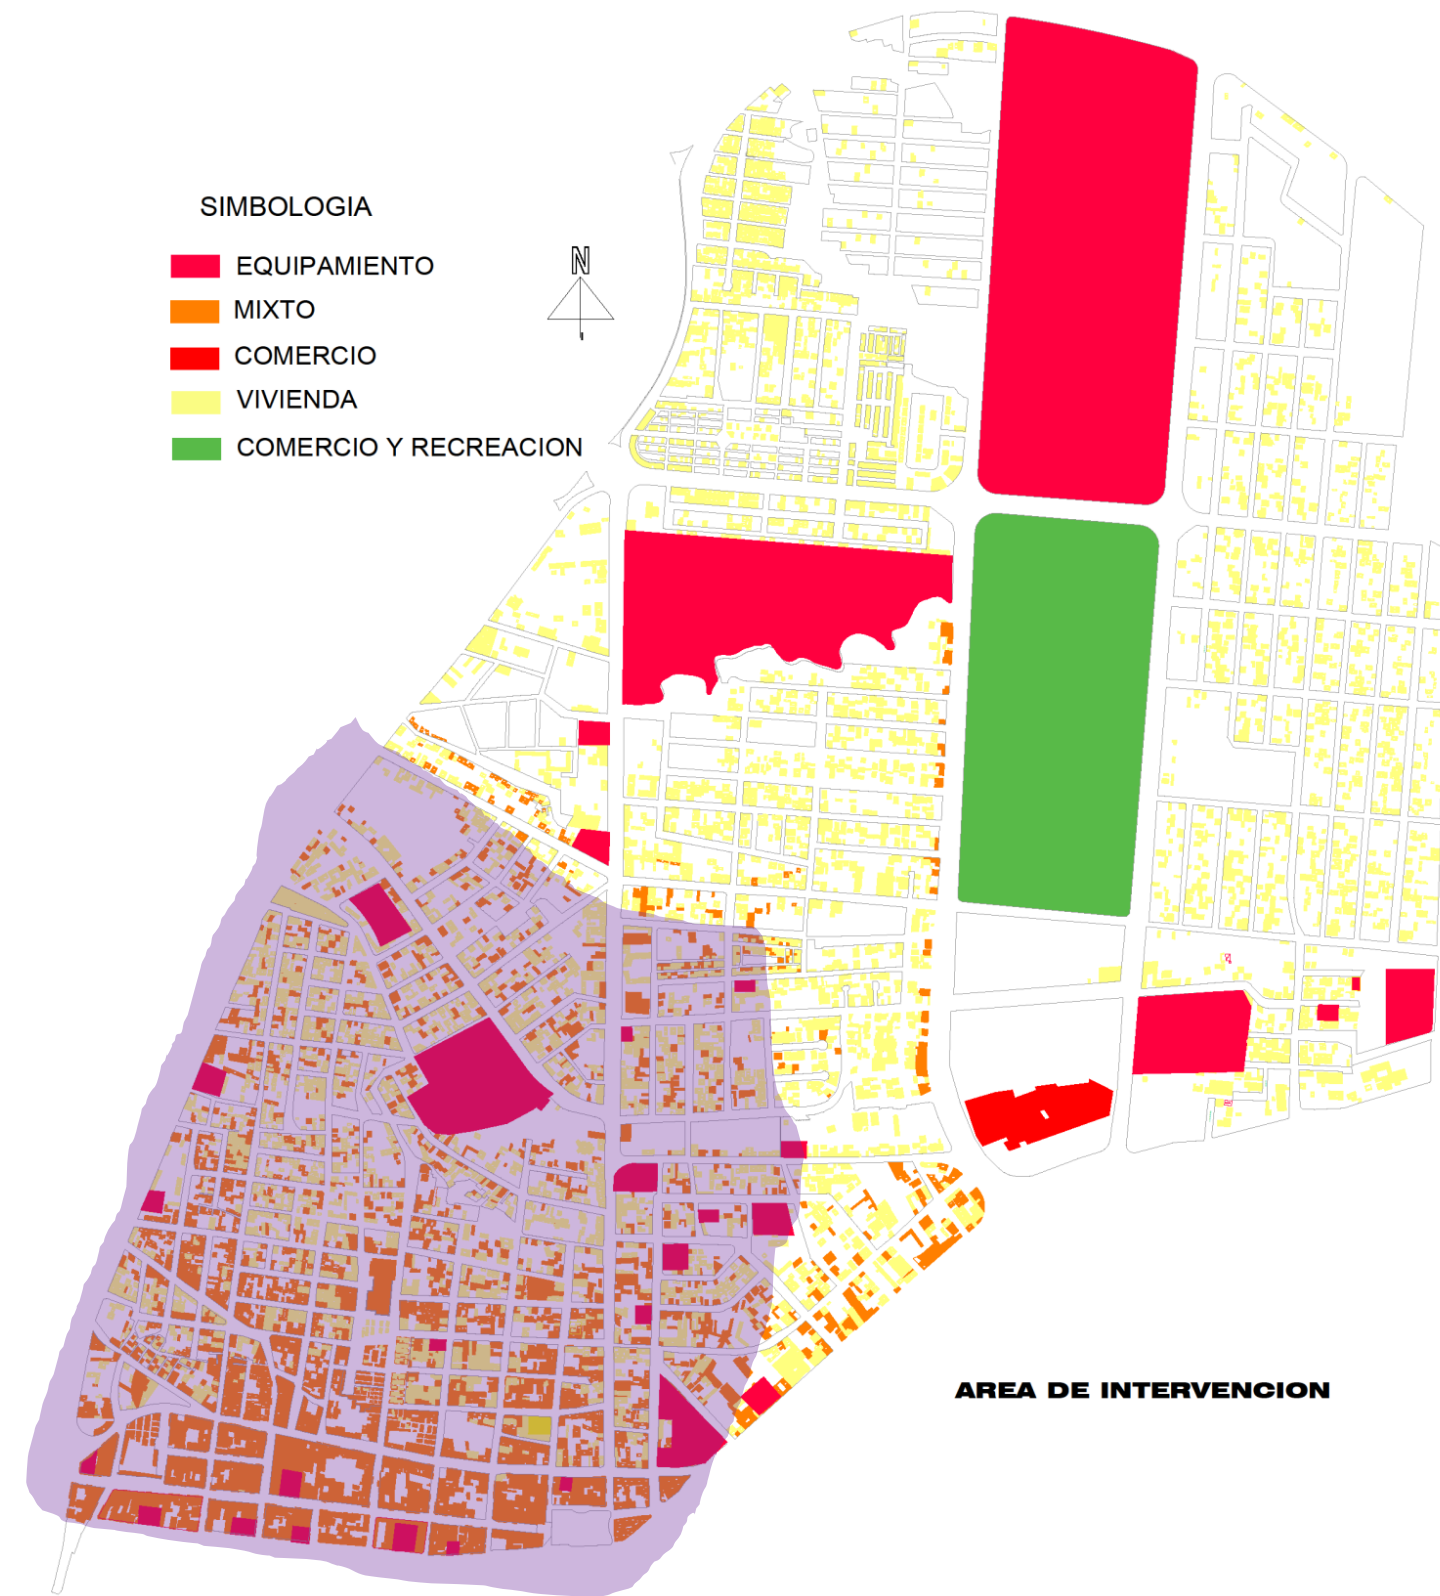 SIMBOLOGIA
N
EQUIPAMIENTO
MIXTO
COMERCIO
VIVIENDA
COMERCIO Y RECREACION
AREA DE INTERVENCION